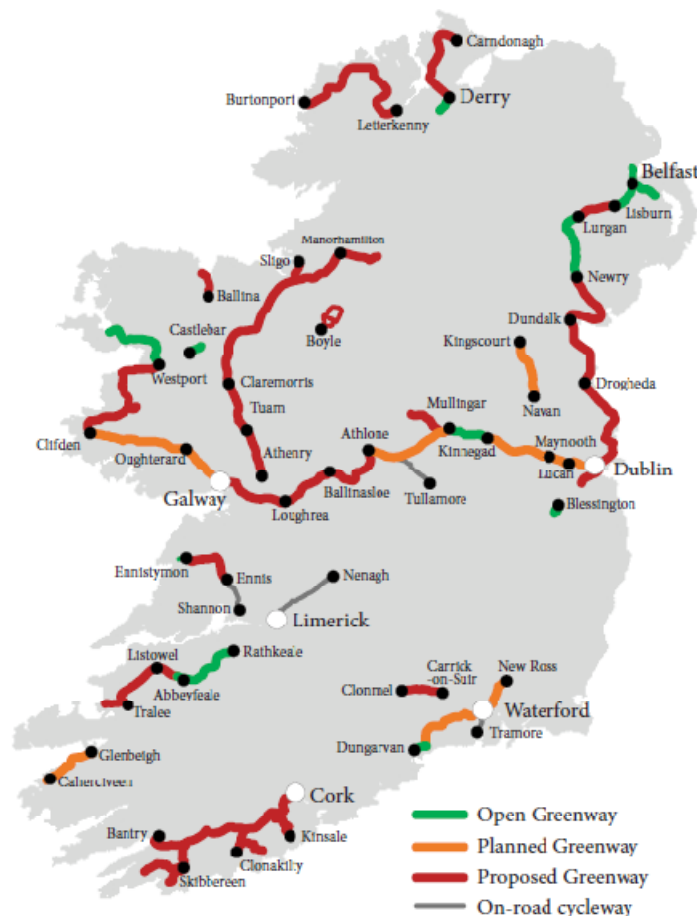 Carndonagh
Burtonport
Derry
Letterkenny
Belfast
Lisburn
Lurgan
Manorhamilton
Sligo
Newry
Ballina
Dundalk
Castlebar
Boyle
Kingscourt
Westport
Claremorris
Drogheda
Tuam
Mullingar
Navan
Clifden
Athlone
Maynooth
Oughterard
Athenry
Kinnegad
Lucan
Dublin
Galway
Ballinasloe
Tullamore
Loughrea
Blessington
Ennistymon
Ennis
Nenagh
Shannon
Limerick
Listowel
Rathkeale
Carrick
-on-Suir
New Ross
Abbeyfeale
Clonmel
Tralee
Waterford
Tramore
Dungarvan
Glenbeigh
Caherciveen
Cork
Bantry
Kinsale
Clonakilty
Skibbereen
Open Greenway
Planned Greenway
Proposed Greenway
On-road cycleway